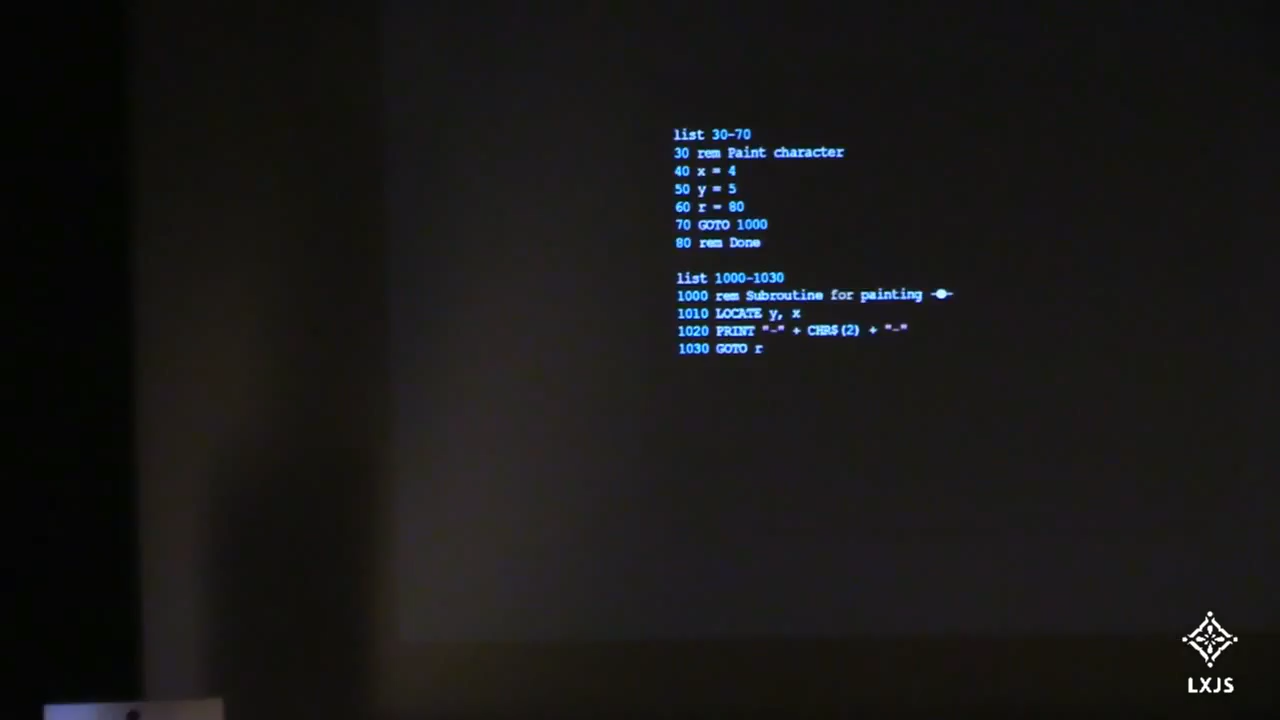 list 30-70
30 rem Paint character
40 x = 4
50 y = 5
60 r = 80
70 GOTO 1000
80 rem Done
list 1000-1030
1000 rem Subroutine for painting -●-
1010 LOCATE y, x
1020 PRINT "-" + CHR$(2) + "-"
1030 GOTO r
LXJS